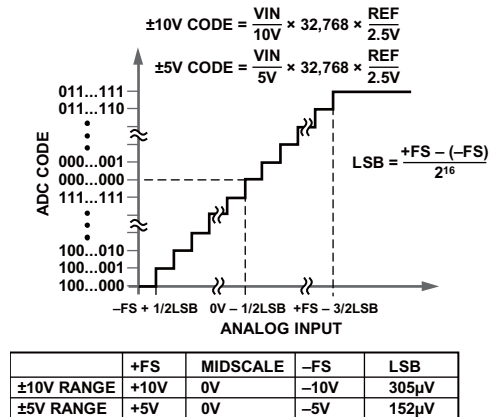 ±10V CODE = VIN/10V × 32,768 × REF/2.5V
±5V CODE = VIN/5V × 32,768 × REF/2.5V
011...111
011...110
000...001
000...000
111...111
100...010
100...001
100...000
ADC CODE
LSB = +FS – (–FS)/2¹⁶
–FS + 1/2LSB 0V – 1/2LSB +FS – 3/2LSB
ANALOG INPUT
+FS MIDSCALE –FS LSB
±10V RANGE +10V 0V –10V 305µV
±5V RANGE +5V 0V –5V 152µV